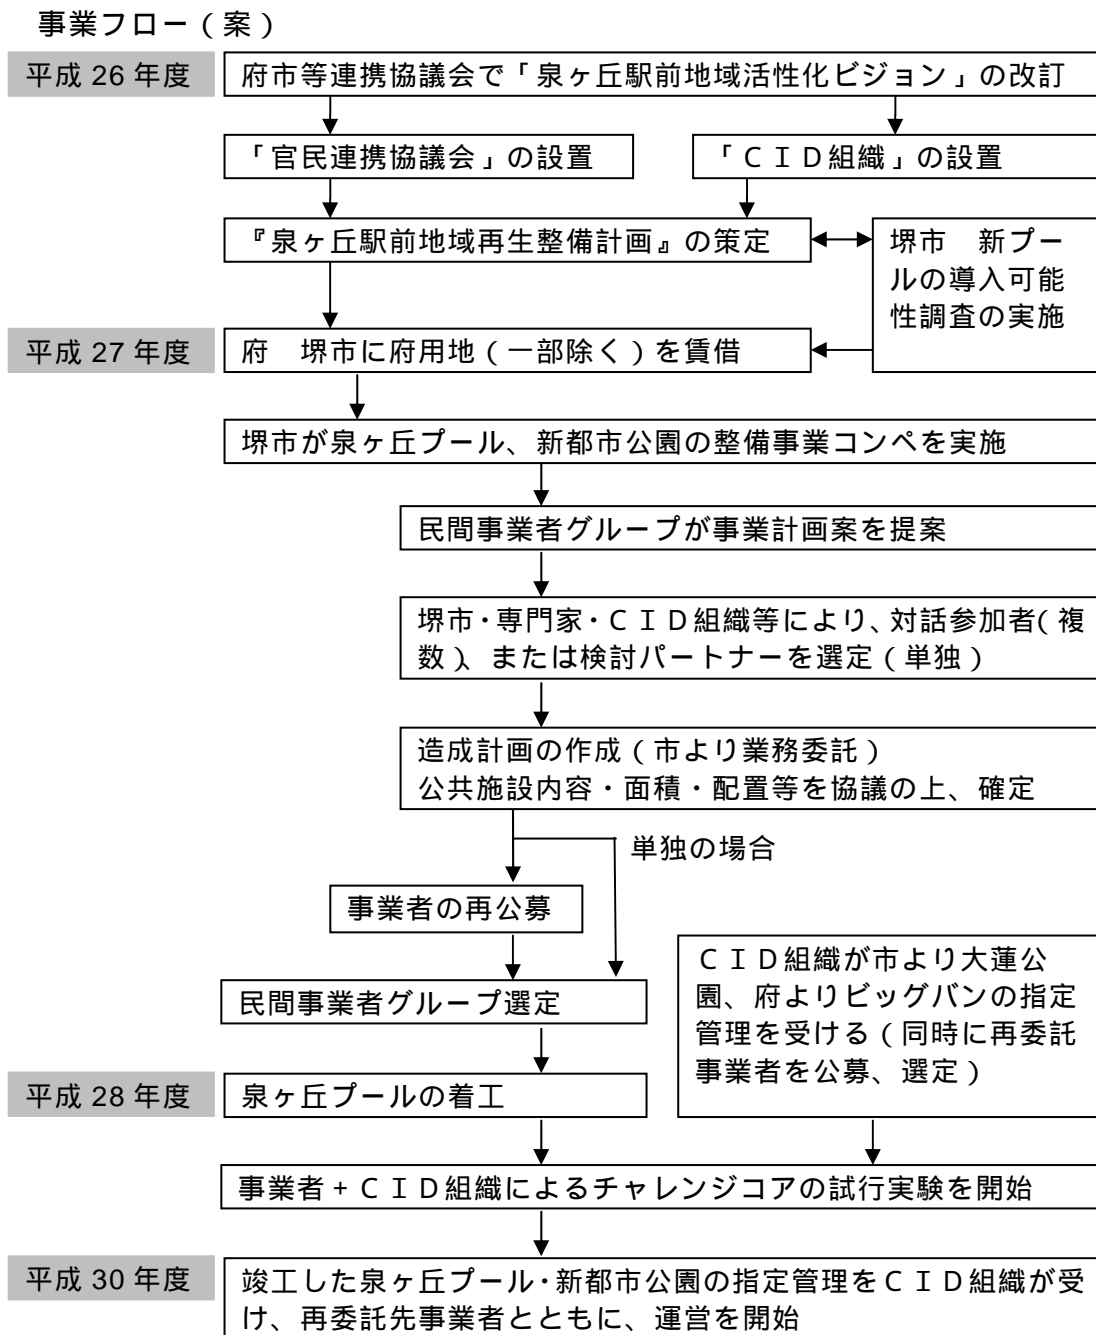 事業フロー（案）
平成 26 年度
府市等連携協議会で「泉ヶ丘駅前地域活性化ビジョン」の改訂
「官民連携協議会」の設置
「ＣＩＤ組織」の設置
『泉ヶ丘駅前地域再生整備計画』の策定
堺市　新プー
ルの導入可能
性調査の実施
平成 27 年度
府　堺市に府用地（一部除く）を賃借
堺市が泉ヶ丘プール、新都市公園の整備事業コンペを実施
民間事業者グループが事業計画案を提案
堺市・専門家・ＣＩＤ組織等により、対話参加者（複
数）、または検討パートナーを選定（単独）
造成計画の作成（市より業務委託）
公共施設内容・面積・配置等を協議の上、確定
単独の場合
事業者の再公募
民間事業者グループ選定
ＣＩＤ組織が市より大蓮公
園、府よりビッグバンの指定
管理を受ける（同時に再委託
事業者を公募、選定）
平成 28 年度
泉ヶ丘プールの着工
事業者＋ＣＩＤ組織によるチャレンジコアの試行実験を開始
平成 30 年度
竣工した泉ヶ丘プール・新都市公園の指定管理をＣＩＤ組織が受
け、再委託先事業者とともに、運営を開始